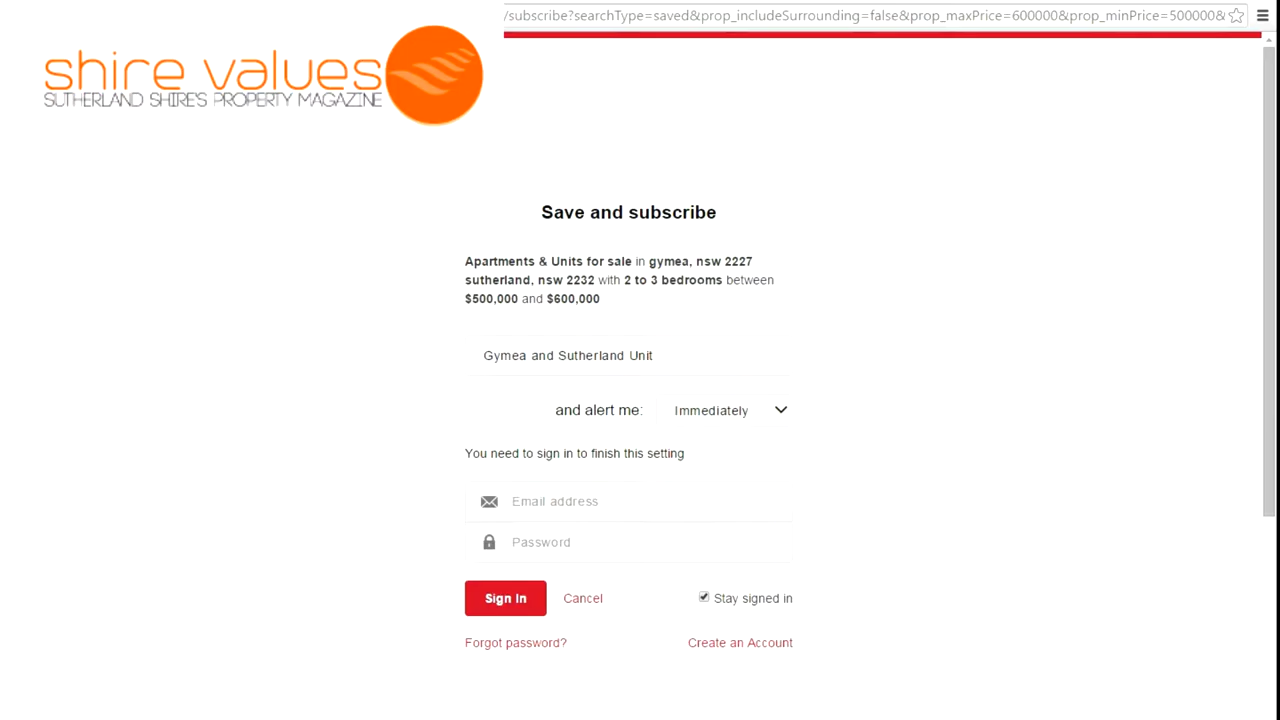 /subscribe?searchType=saved&prop_includeSurrounding=false&prop_maxPrice=600000&prop_minPrice=500000&
shire values
SUTHERLAND SHIRE'S PROPERTY MAGAZINE
Save and subscribe
Apartments & Units for sale in gymea, nsw 2227
sutherland, nsw 2232 with 2 to 3 bedrooms between
$500,000 and $600,000
Gymea and Sutherland Unit
and alert me: Immediately
You need to sign in to finish this setting
Email address
Password
Sign In Cancel Stay signed in
Forgot password? Create an Account